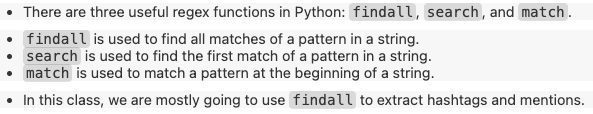 • There are three useful regex functions in Python: findall, search, and match.
• findall is used to find all matches of a pattern in a string.
• search is used to find the first match of a pattern in a string.
• match is used to match a pattern at the beginning of a string.
• In this class, we are mostly going to use findall to extract hashtags and mentions.